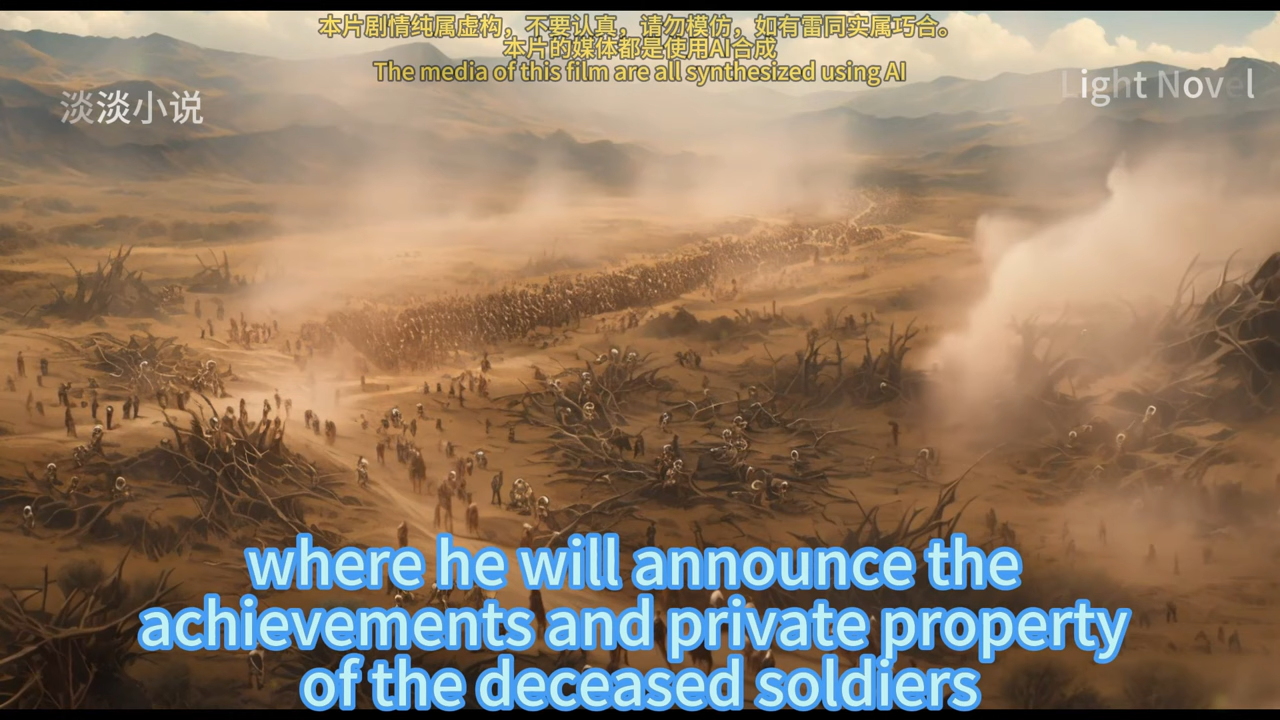 本片剧情纯属虚构，不要认真，请勿模仿，如有雷同实属巧合。
本片的媒体都是使用AI合成
The media of this film are all synthesized using AI
淡淡小说
Light Novel
where he will announce the
achievements and private property
of the deceased soldiers